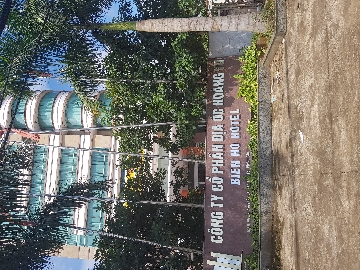 CÔNG TY CỔ PHẦN ĐỊA ỐC HOÀNG
BIEN HO HOTEL